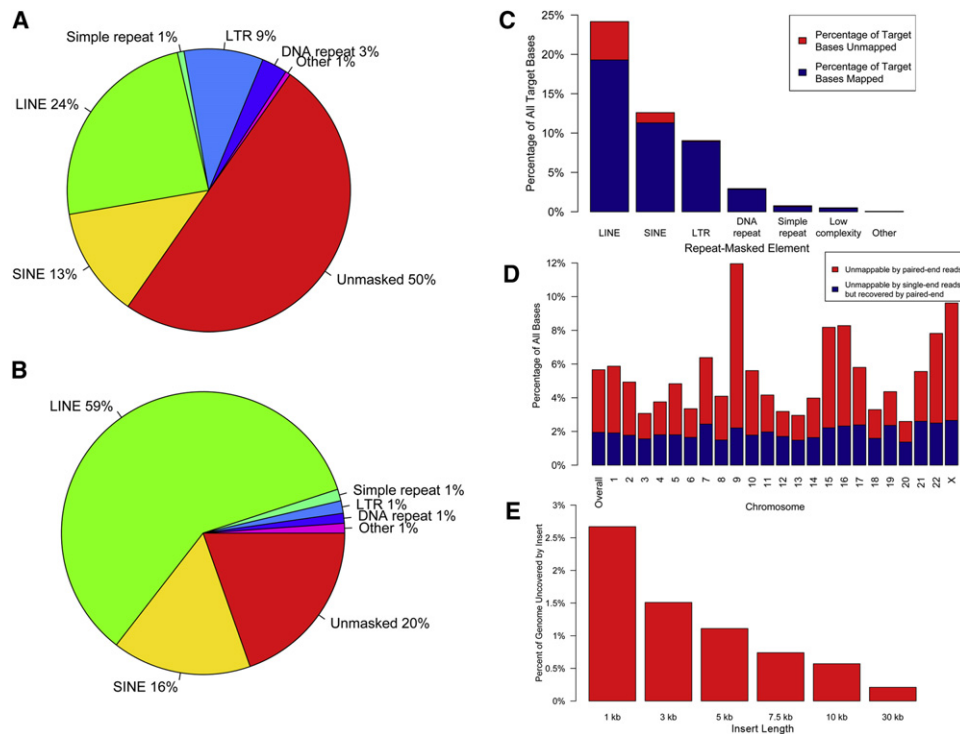 A
Simple repeat 1%
LTR 9%
DNA repeat 3%
Other 1%
LINE 24%
SINE 13%
Unmasked 50%
B
LINE 59%
Simple repeat 1%
LTR 1%
DNA repeat 1%
Other 1%
Unmasked 20%
SINE 16%
C
Percentage of All Target Bases
25%
20%
15%
10%
5%
0%
Percentage of Target
Bases Unmapped
Percentage of Target
Bases Mapped
LINE
SINE
LTR
DNA
repeat
Simple
repeat
Low
complexity
Other
Repeat-Masked Element
D
Percentage of All Bases
12%
10%
8%
6%
4%
2%
0%
Unmappable by paired-end reads
Unmappable by single-end reads
but recovered by paired-end
Overall
1
2
3
4
5
6
7
8
9
10
11
12
13
14
15
16
17
18
19
20
21
22
X
Chromosome
E
Percent of Genome Uncovered by Insert
3%
2.5%
2%
1.5%
1%
0.5%
0%
1 kb
3 kb
5 kb
7.5 kb
10 kb
30 kb
Insert Length